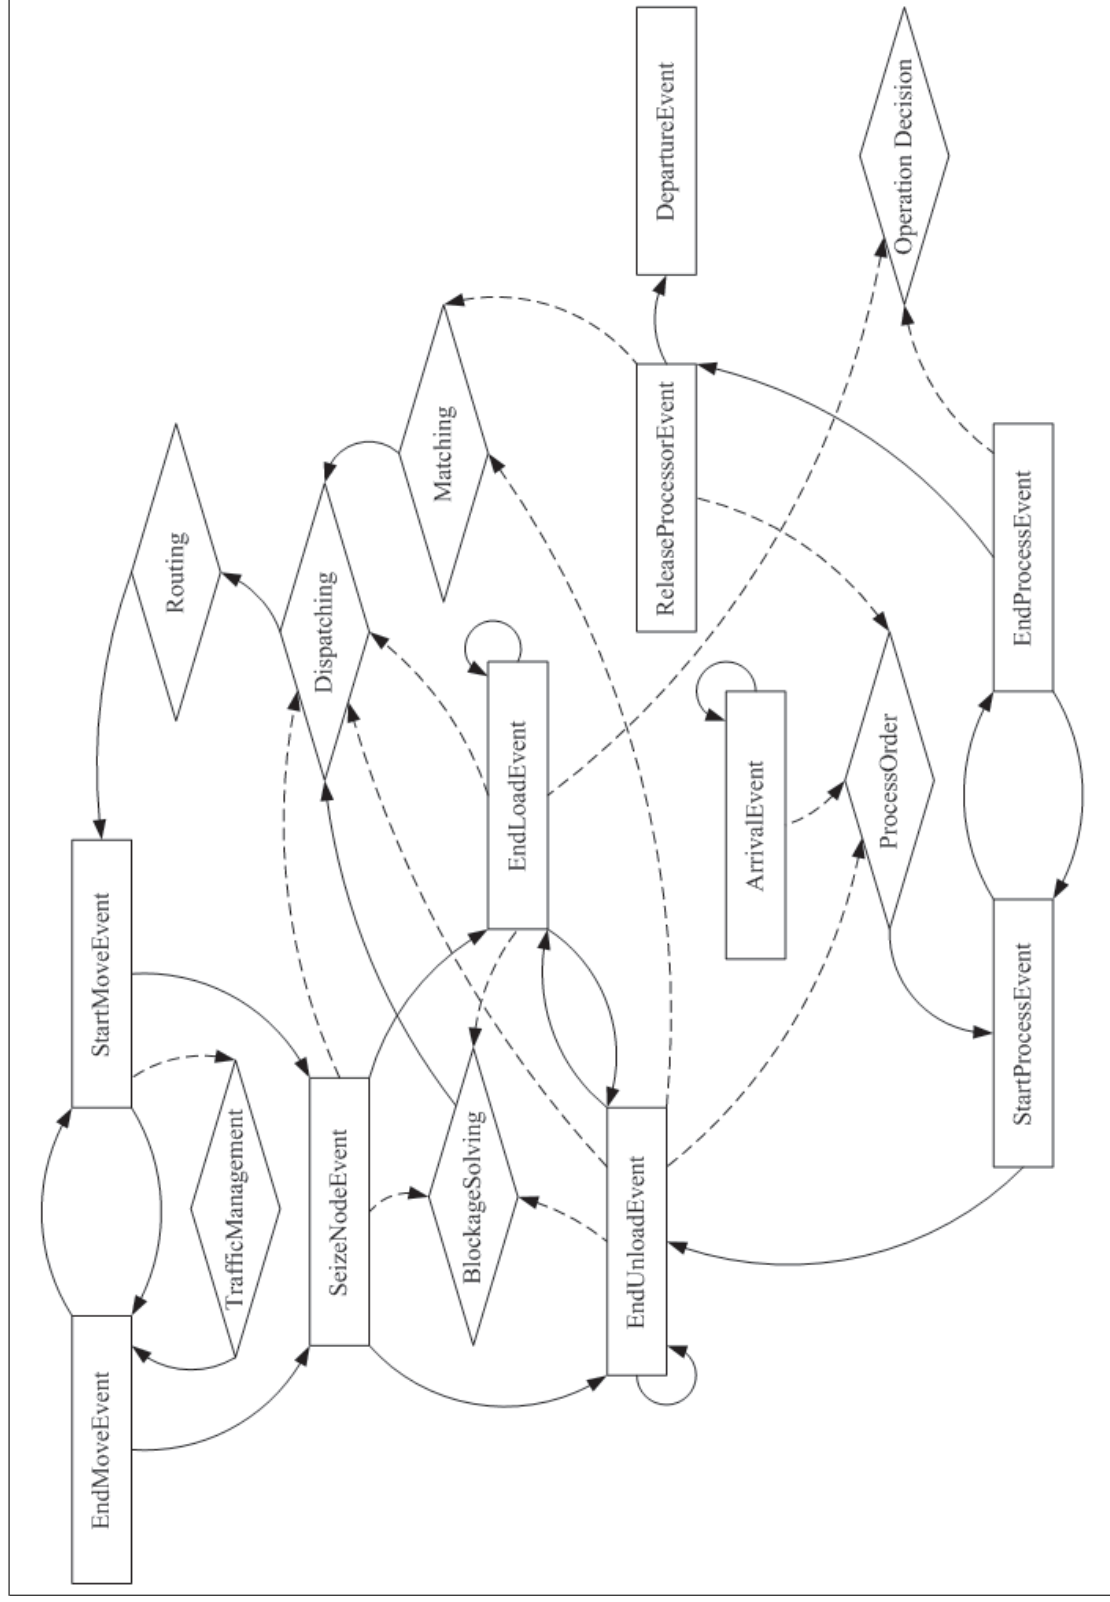 EndMoveEvent
StartMoveEvent
Routing
TrafficManagement
SeizeNodeEvent
Dispatching
Matching
BlockageSolving
EndLoadEvent
EndUnloadEvent
ReleaseProcessorEvent
DepartureEvent
ArrivalEvent
ProcessOrder
Operation Decision
StartProcessEvent
EndProcessEvent